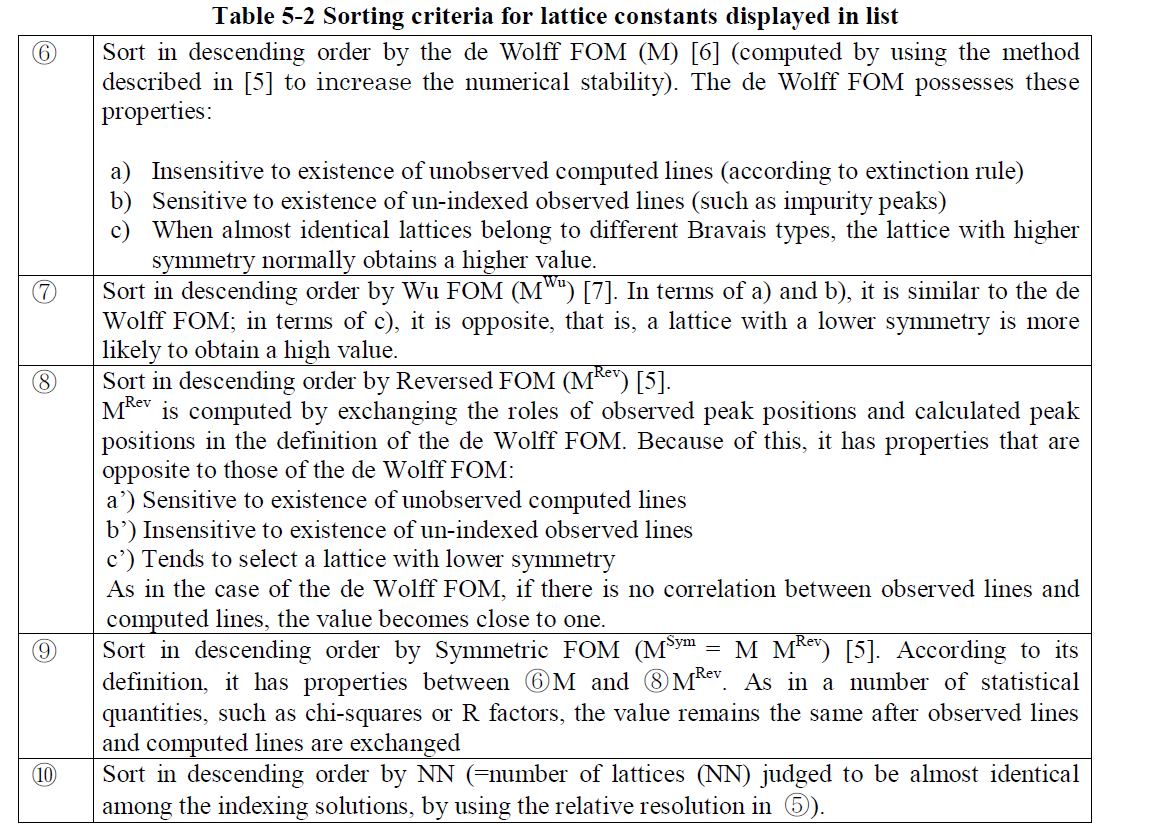 Table 5-2 Sorting criteria for lattice constants displayed in list
⑥ Sort in descending order by the de Wolff FOM (M) [6] (computed by using the method
described in [5] to increase the numerical stability). The de Wolff FOM possesses these
properties:
a) Insensitive to existence of unobserved computed lines (according to extinction rule)
b) Sensitive to existence of un-indexed observed lines (such as impurity peaks)
c) When almost identical lattices belong to different Bravais types, the lattice with higher
symmetry normally obtains a higher value.
⑦ Sort in descending order by Wu FOM (M^Wu) [7]. In terms of a) and b), it is similar to the de
Wolff FOM; in terms of c), it is opposite, that is, a lattice with a lower symmetry is more
likely to obtain a high value.
⑧ Sort in descending order by Reversed FOM (M^Rev) [5].
M^Rev is computed by exchanging the roles of observed peak positions and calculated peak
positions in the definition of the de Wolff FOM. Because of this, it has properties that are
opposite to those of the de Wolff FOM:
a’) Sensitive to existence of unobserved computed lines
b’) Insensitive to existence of un-indexed observed lines
c’) Tends to select a lattice with lower symmetry
As in the case of the de Wolff FOM, if there is no correlation between observed lines and
computed lines, the value becomes close to one.
⑨ Sort in descending order by Symmetric FOM (M^Sym = M M^Rev) [5]. According to its
definition, it has properties between ⑥M and ⑧M^Rev. As in a number of statistical
quantities, such as chi-squares or R factors, the value remains the same after observed lines
and computed lines are exchanged
⑩ Sort in descending order by NN (=number of lattices (NN) judged to be almost identical
among the indexing solutions, by using the relative resolution in ⑤).